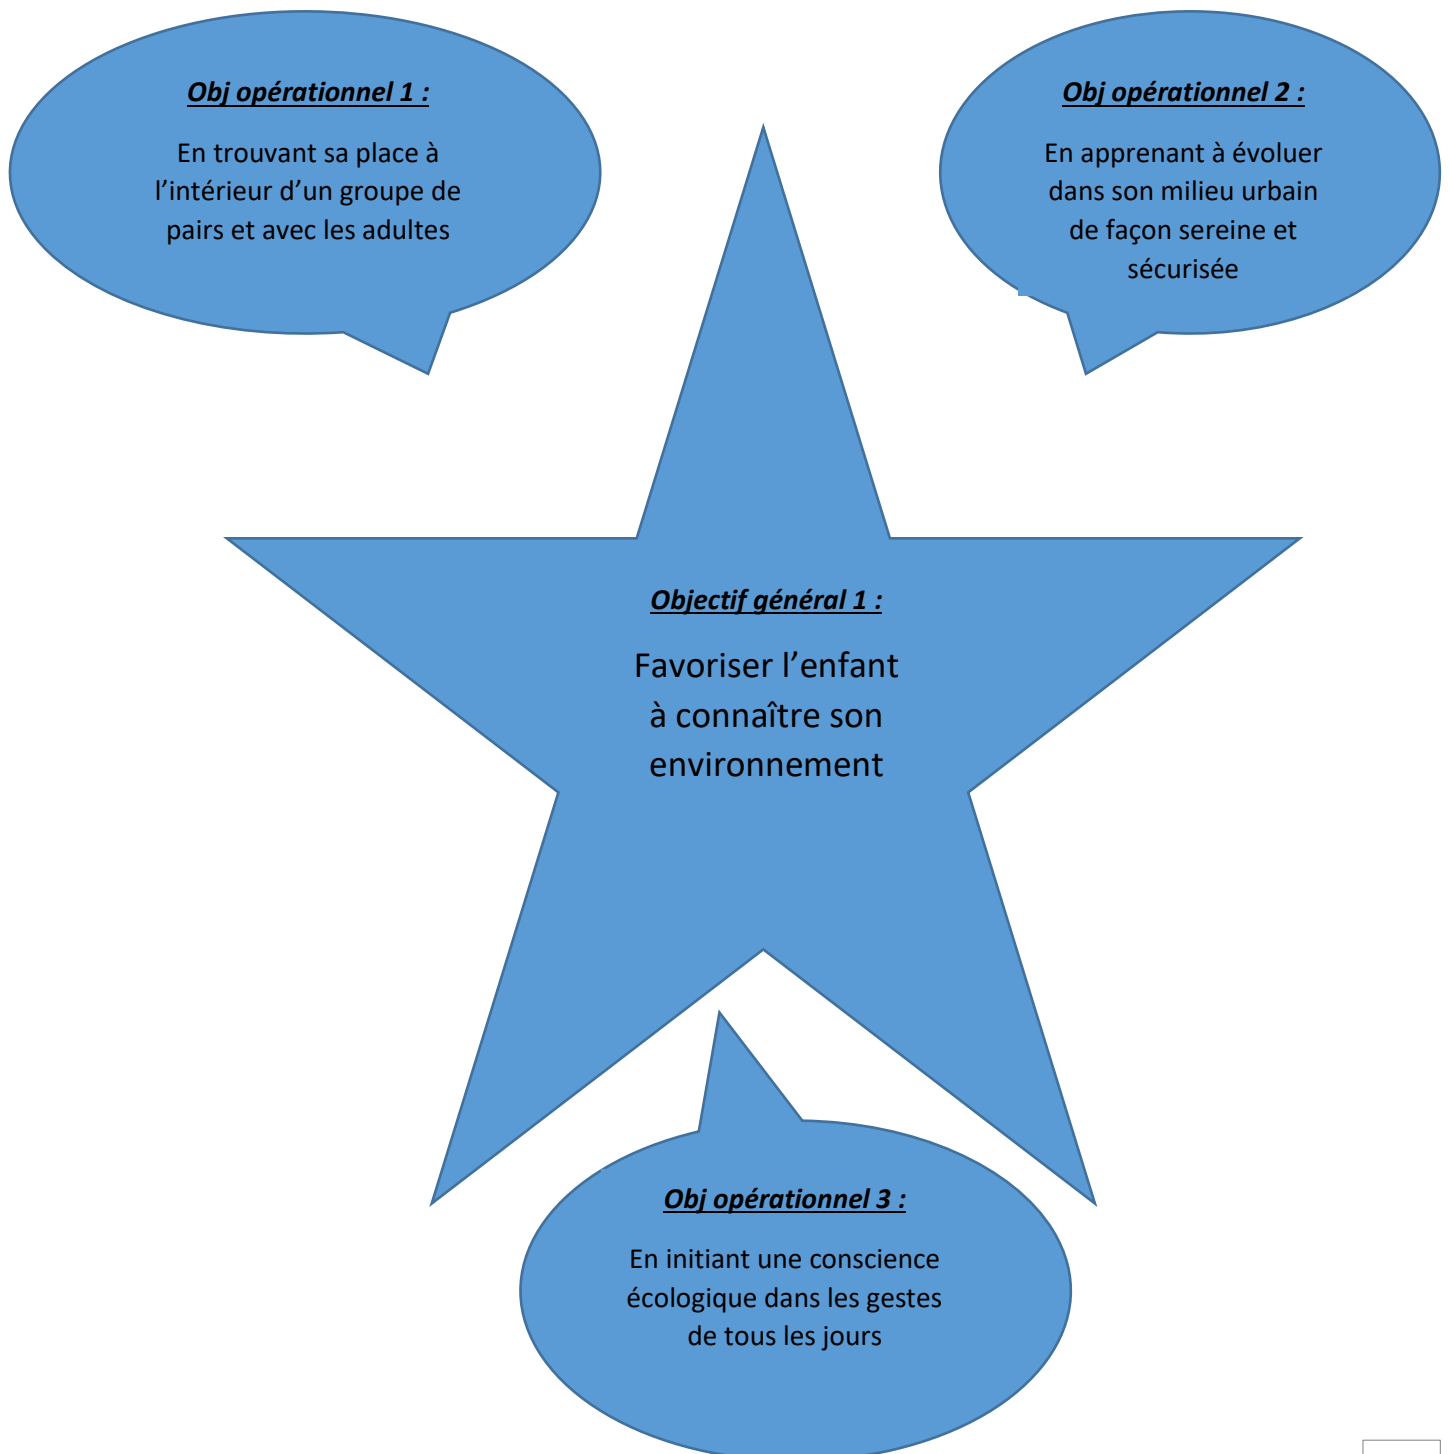 Obj opérationnel 1 :
En trouvant sa place à
l’intérieur d’un groupe de
pairs et avec les adultes
Obj opérationnel 2 :
En apprenant à évoluer
dans son milieu urbain
de façon sereine et
sécurisée
Objectif général 1 :
Favoriser l’enfant
à connaître son
environnement
Obj opérationnel 3 :
En initiant une conscience
écologique dans les gestes
de tous les jours